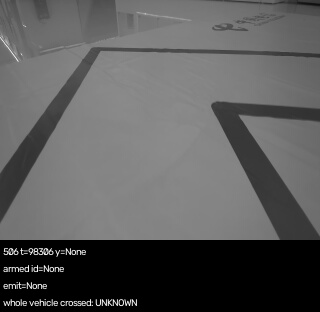 506 t=98306 y=None
armed id=None
emit=None
whole vehicle crossed: UNKNOWN